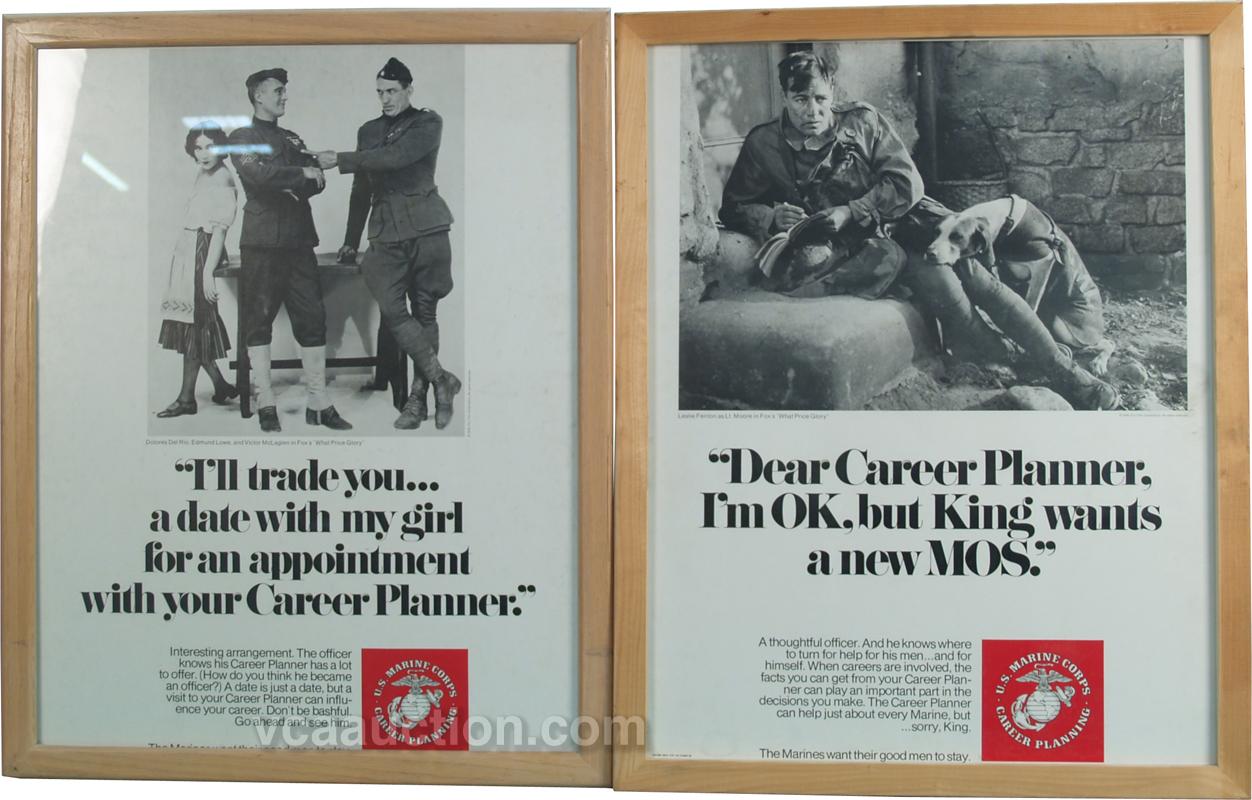 Dolores Del Rio, Edmund Lowe, and Victor McLaglen in Fox's "What Price Glory"
"I'll trade you...
a date with my girl
for an appointment
with your Career Planner."
Interesting arrangement. The officer
knows his Career Planner has a lot
to offer. (How do you think he became
an officer?) A date is just a date, but a
visit to your Career Planner can influ-
ence your career. Don't be bashful.
Go ahead and see him.
U.S. MARINE CORPS
CAREER PLANNING
Leslie Fenton as Lt. Moore in Fox's "What Price Glory"
"Dear Career Planner,
I'm OK, but King wants
a new MOS."
A thoughtful officer. And he knows where
to turn for help for his men...and for
himself. When careers are involved, the
facts you can get from your Career Plan-
ner can play an important part in the
decisions you make. The Career Planner
can help just about every Marine, but
...sorry, King.
The Marines want their good men to stay.
U.S. MARINE CORPS
CAREER PLANNING
vcaauction.com